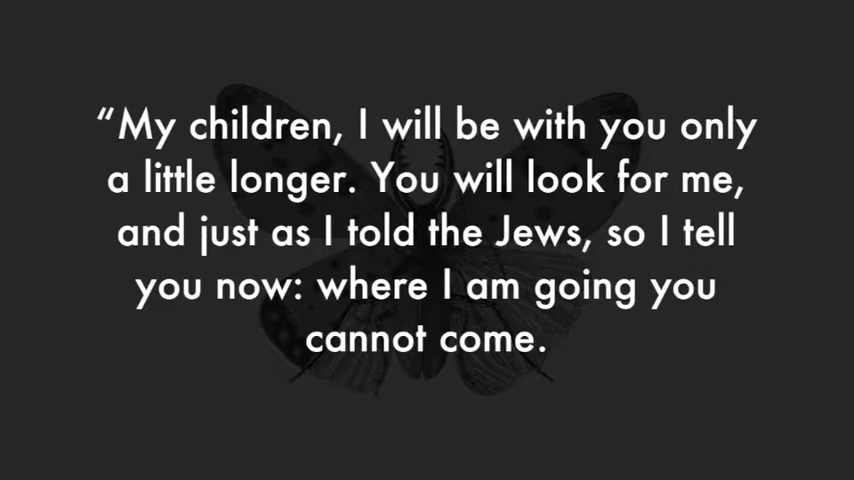 “My children, I will be with you only
a little longer. You will look for me,
and just as I told the Jews, so I tell
you now: where I am going you
cannot come.